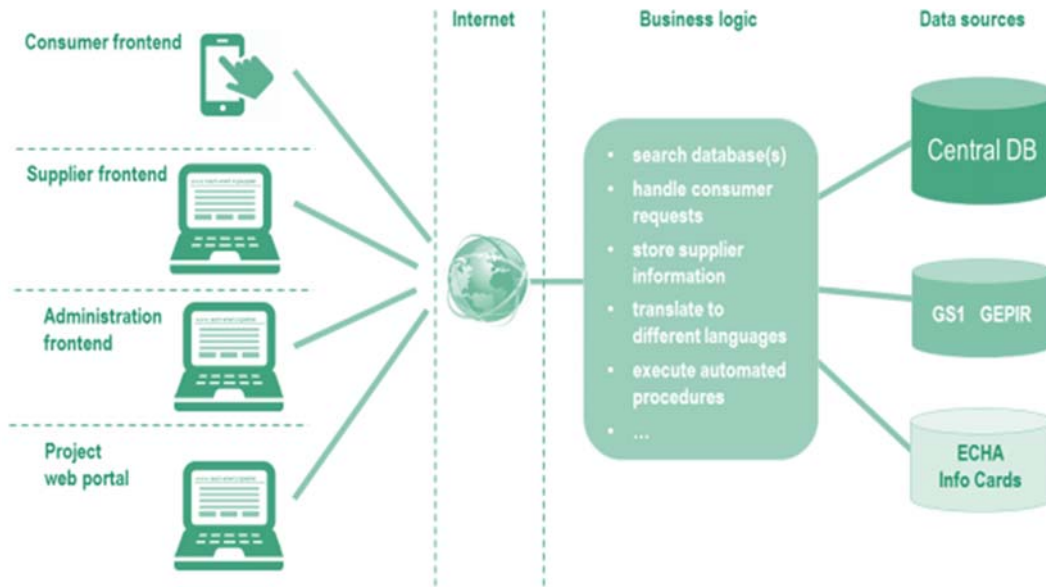 Consumer frontend
Supplier frontend
Administration
frontend
Project
web portal
Internet
Business logic
• search database(s)
• handle consumer
requests
• store supplier
information
• translate to
different languages
• execute automated
procedures
• ...
Data sources
Central DB
GS1 GEPIR
ECHA
Info Cards